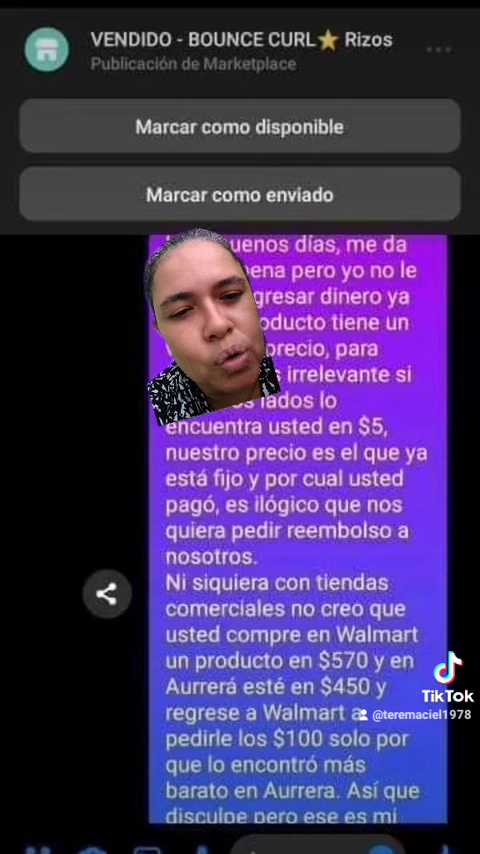 VENDIDO - BOUNCE CURL⭐ Rizos
Publicación de Marketplace
Marcar como disponible
Marcar como enviado
días, me da
pero yo no le
dinero ya
tiene un
precio, para
irrelevante si
lados lo
encuentra usted en $5,
nuestro precio es el que ya
está fijo y por cual usted
pagó, es ilógico que nos
quiera pedir reembolso a
nosotros.
Ni siquiera con tiendas
comerciales no creo que
usted compre en Walmart
un producto en $570 y en
Aurrerá esté en $450 y
regrese a Walmart a
pedirle los $100 solo por
que lo encontró más
barato en Aurrera. Así que
disculpe pero ese es mi
TikTok
@teremaciel1978